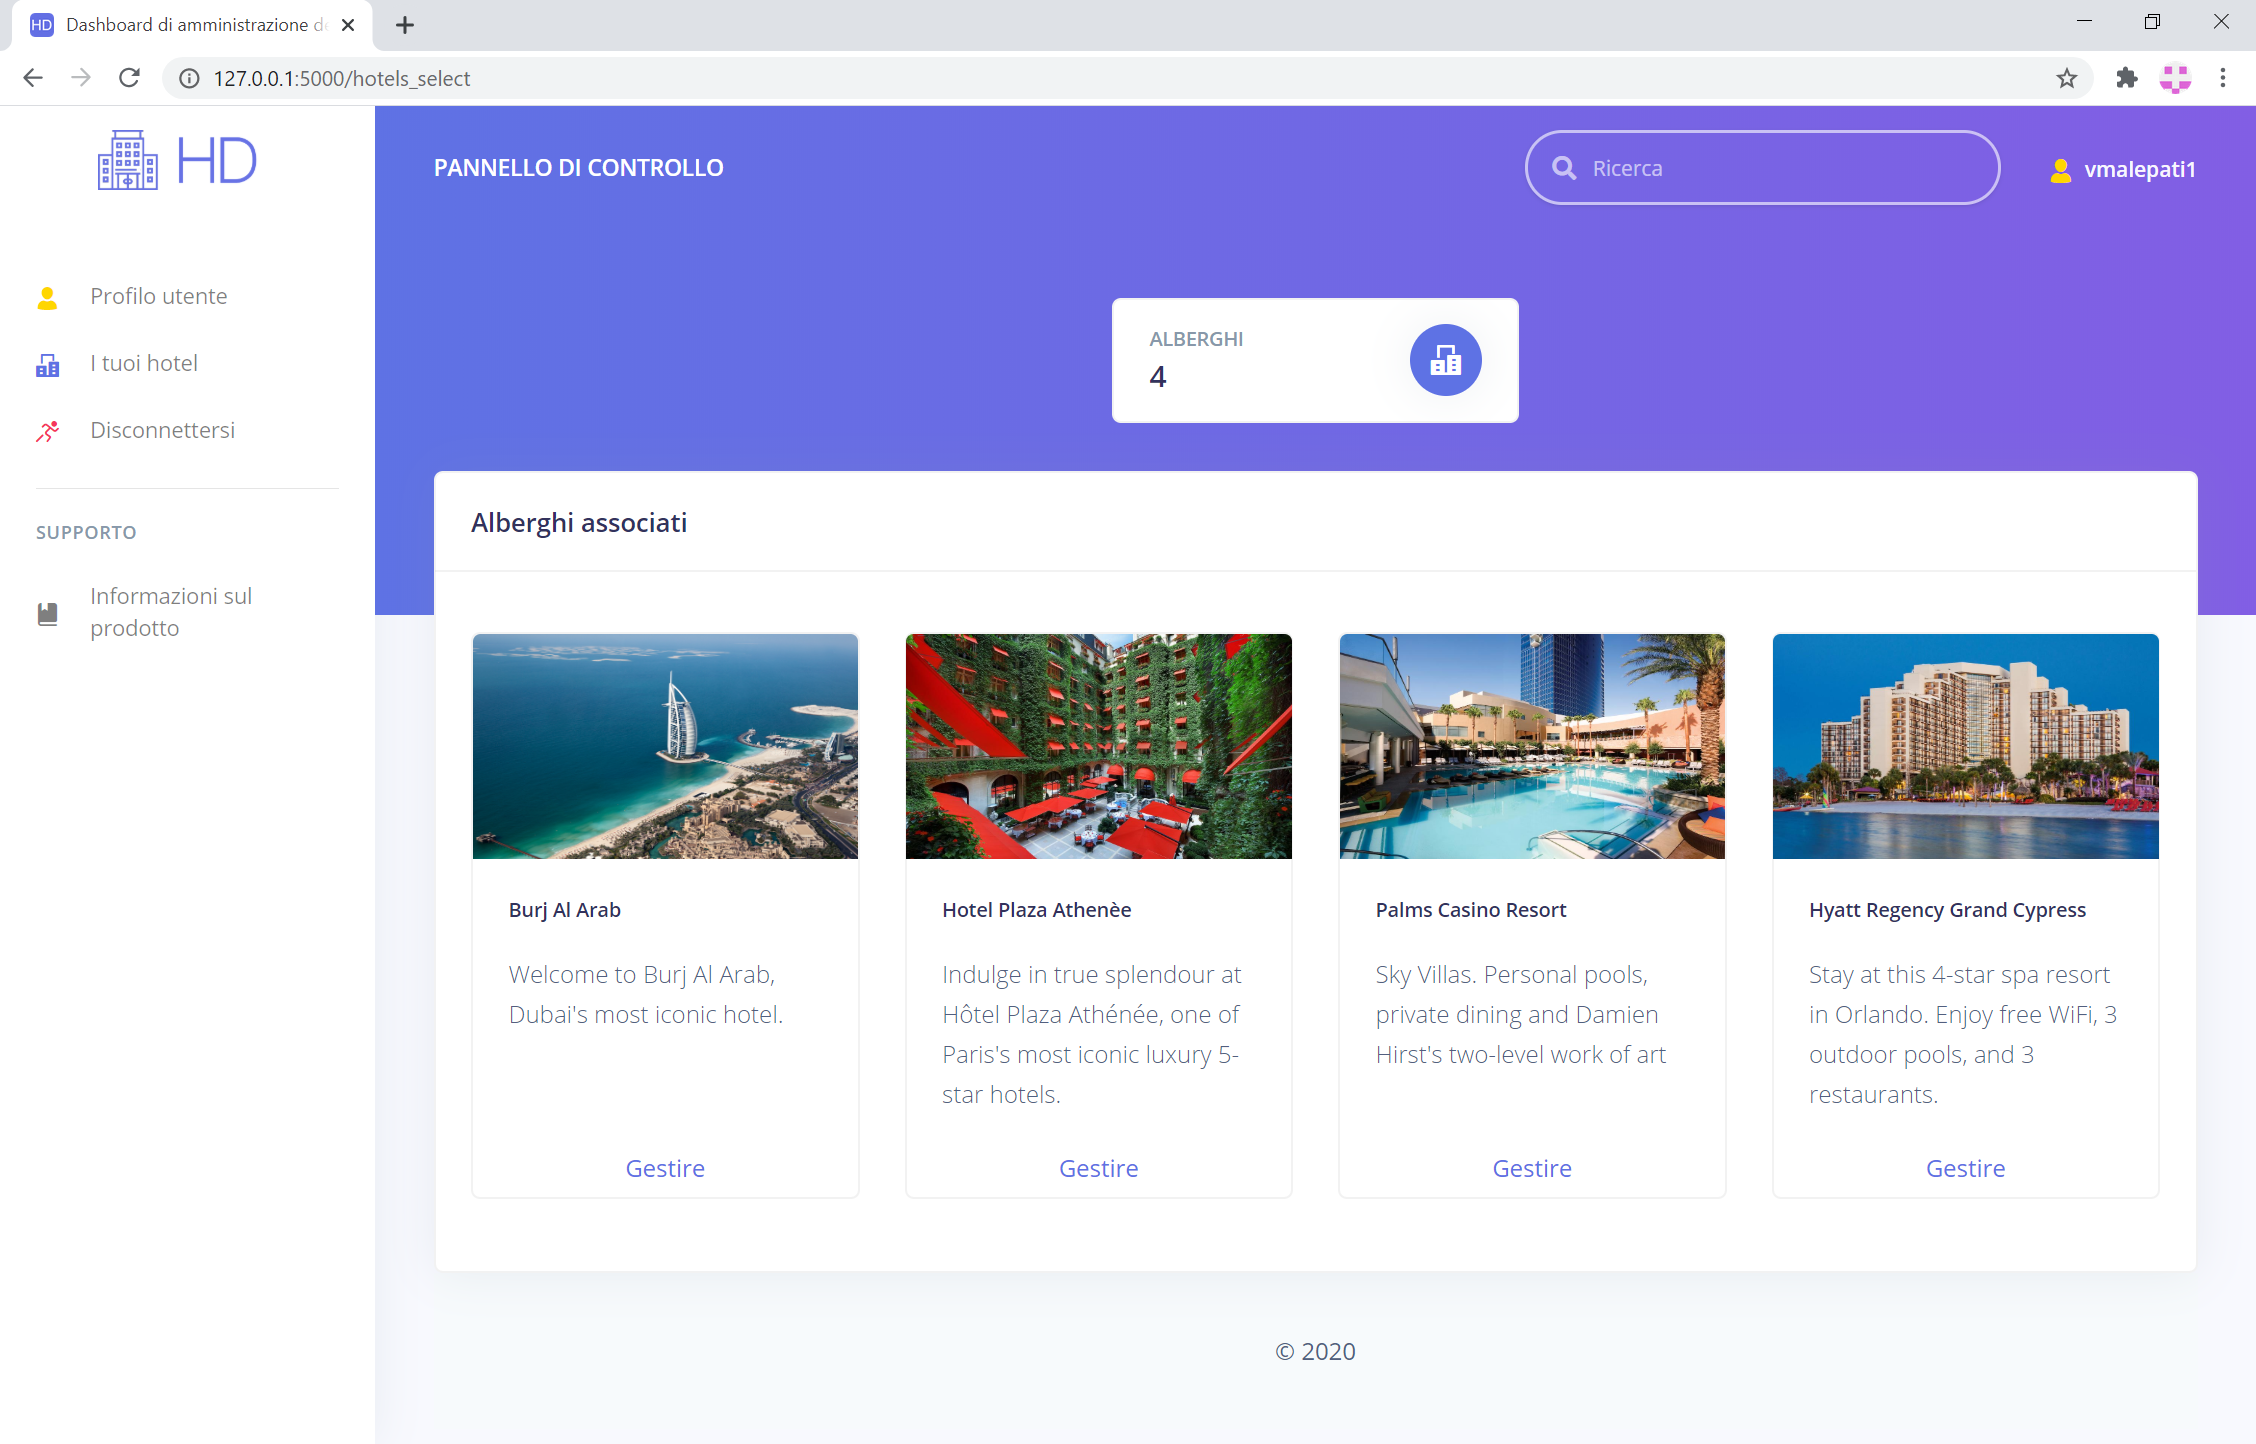 HD Dashboard di amministrazione de
127.0.0.1:5000/hotels_select
HD
PANNELLO DI CONTROLLO
Ricerca
vmalepati1
Profilo utente
I tuoi hotel
Disconnettersi
SUPPORTO
Informazioni sul
prodotto
ALBERGHI
4
Alberghi associati
Burj Al Arab
Welcome to Burj Al Arab,
Dubai's most iconic hotel.
Gestire
Hotel Plaza Athenèe
Indulge in true splendour at
Hôtel Plaza Athénée, one of
Paris's most iconic luxury 5-
star hotels.
Gestire
Palms Casino Resort
Sky Villas. Personal pools,
private dining and Damien
Hirst's two-level work of art
Gestire
Hyatt Regency Grand Cypress
Stay at this 4-star spa resort
in Orlando. Enjoy free WiFi, 3
outdoor pools, and 3
restaurants.
Gestire
© 2020